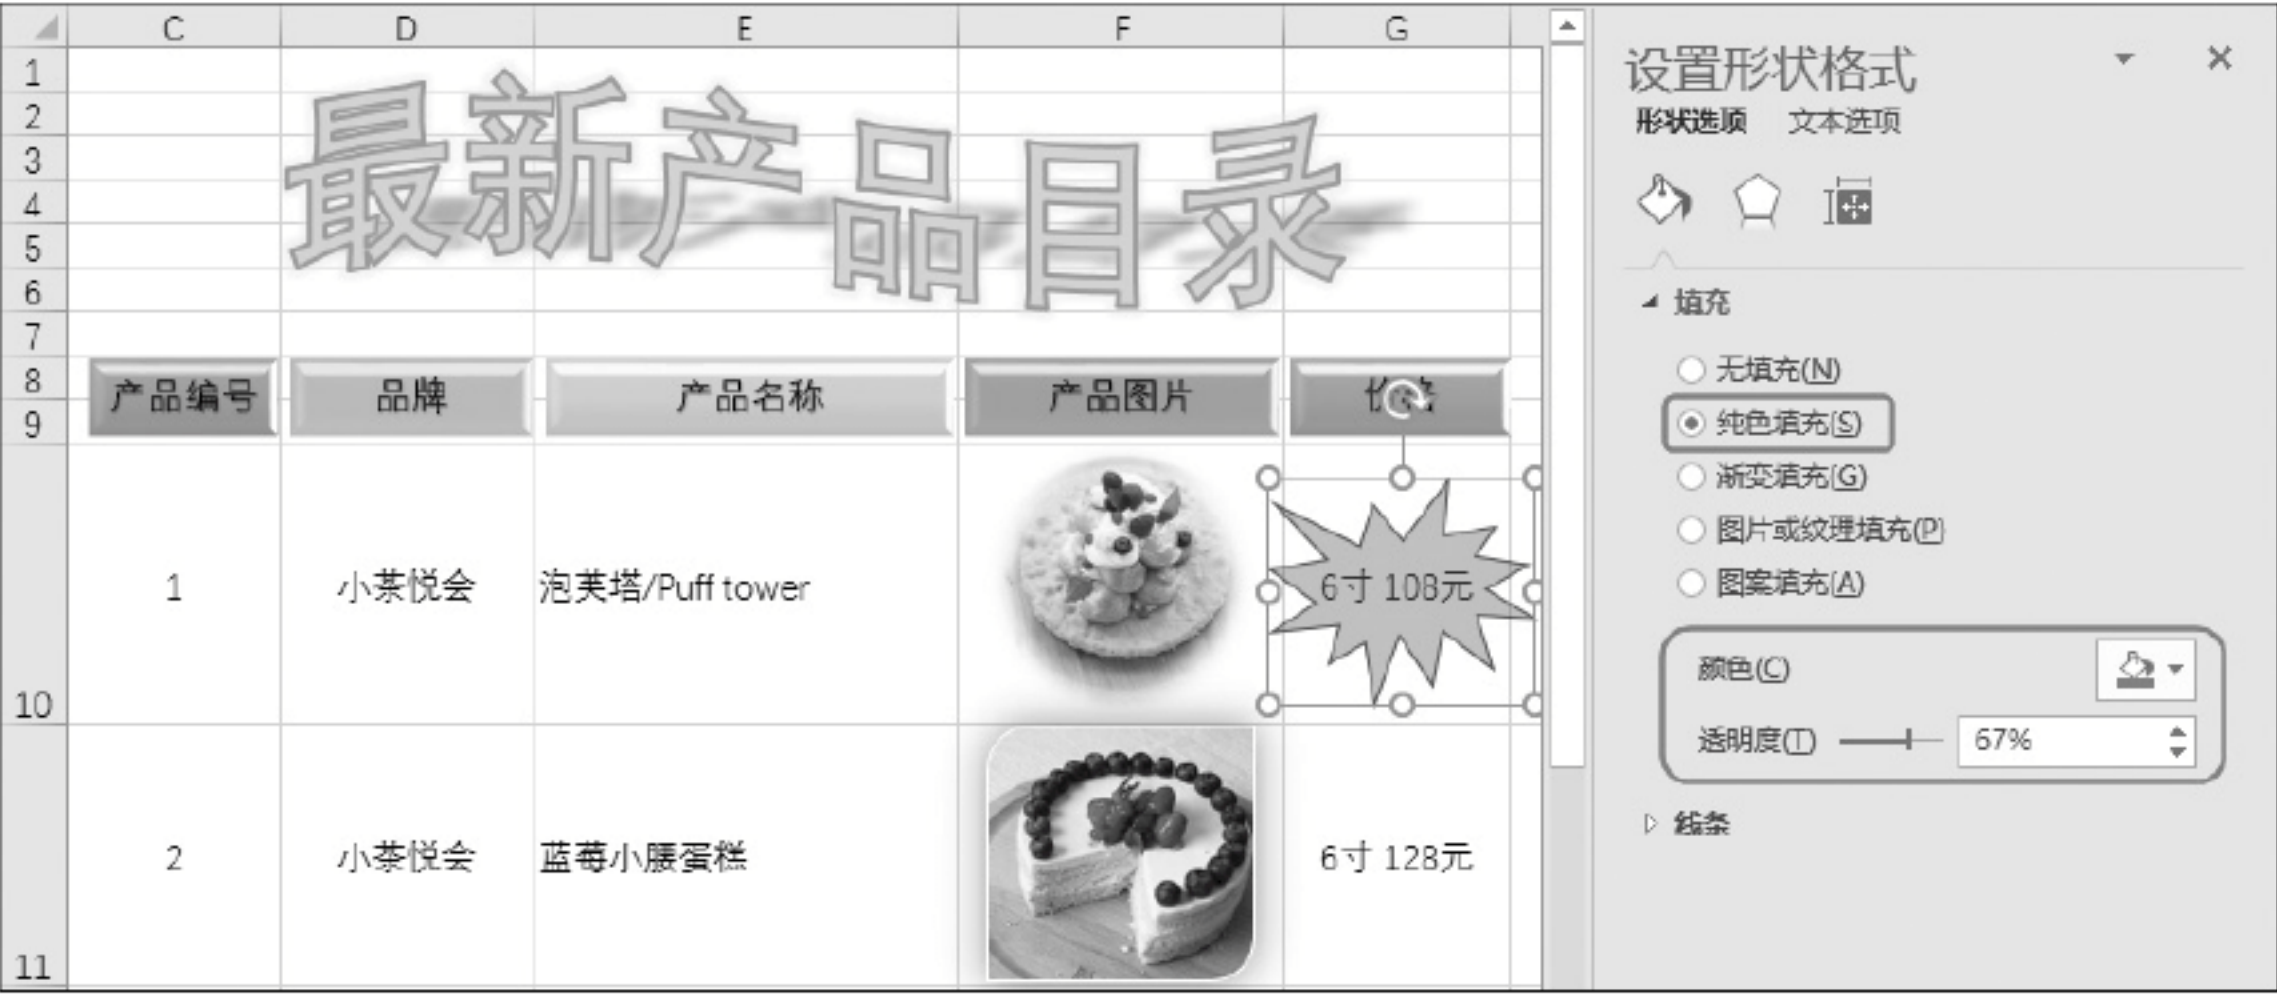 C D E F G
1
2
3
4
5
6
7
8
9
10
11
最新产品目录
产品编号 品牌 产品名称 产品图片
1 小茶悦会 泡芙塔/Puff tower 6寸 108元
2 小茶悦会 蓝莓小腰蛋糕 6寸 128元
设置形状格式
形状选项 文本选项
填充
无填充(N)
纯色填充(S)
渐变填充(G)
图片或纹理填充(P)
图案填充(A)
颜色(C)
透明度(T) 67%
线条